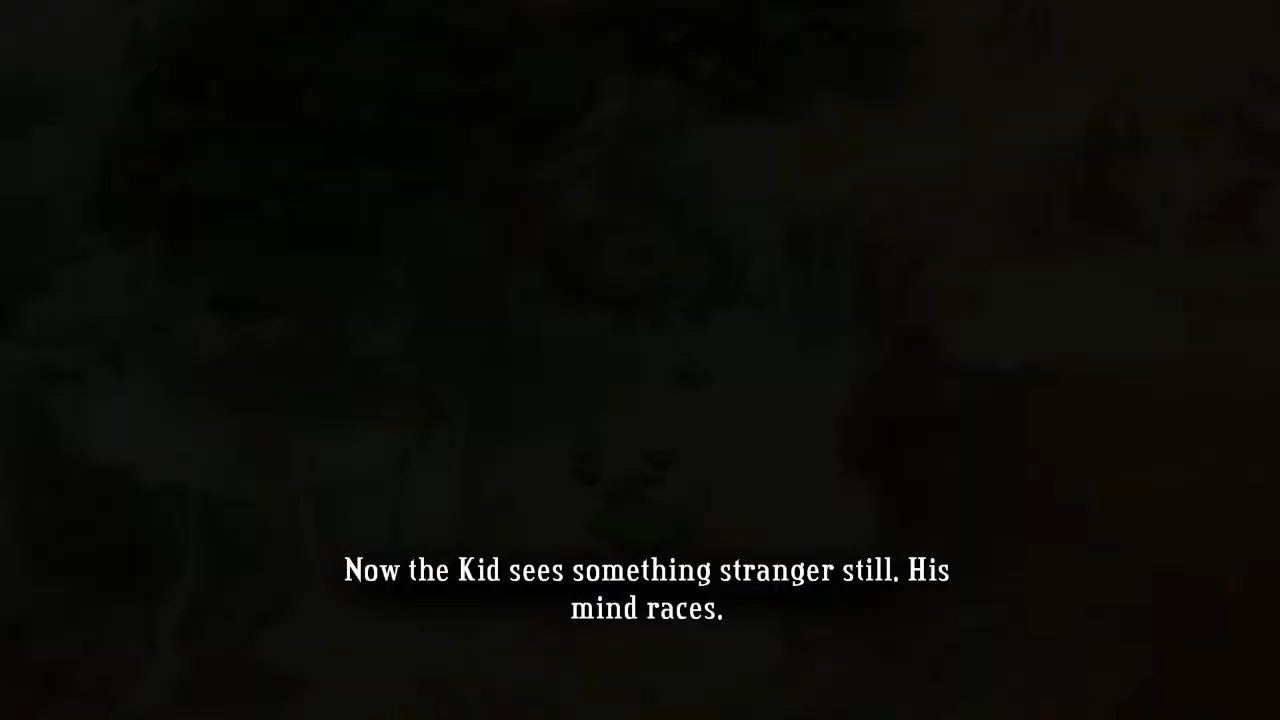 Now the Kid sees something stranger still. His
mind races.